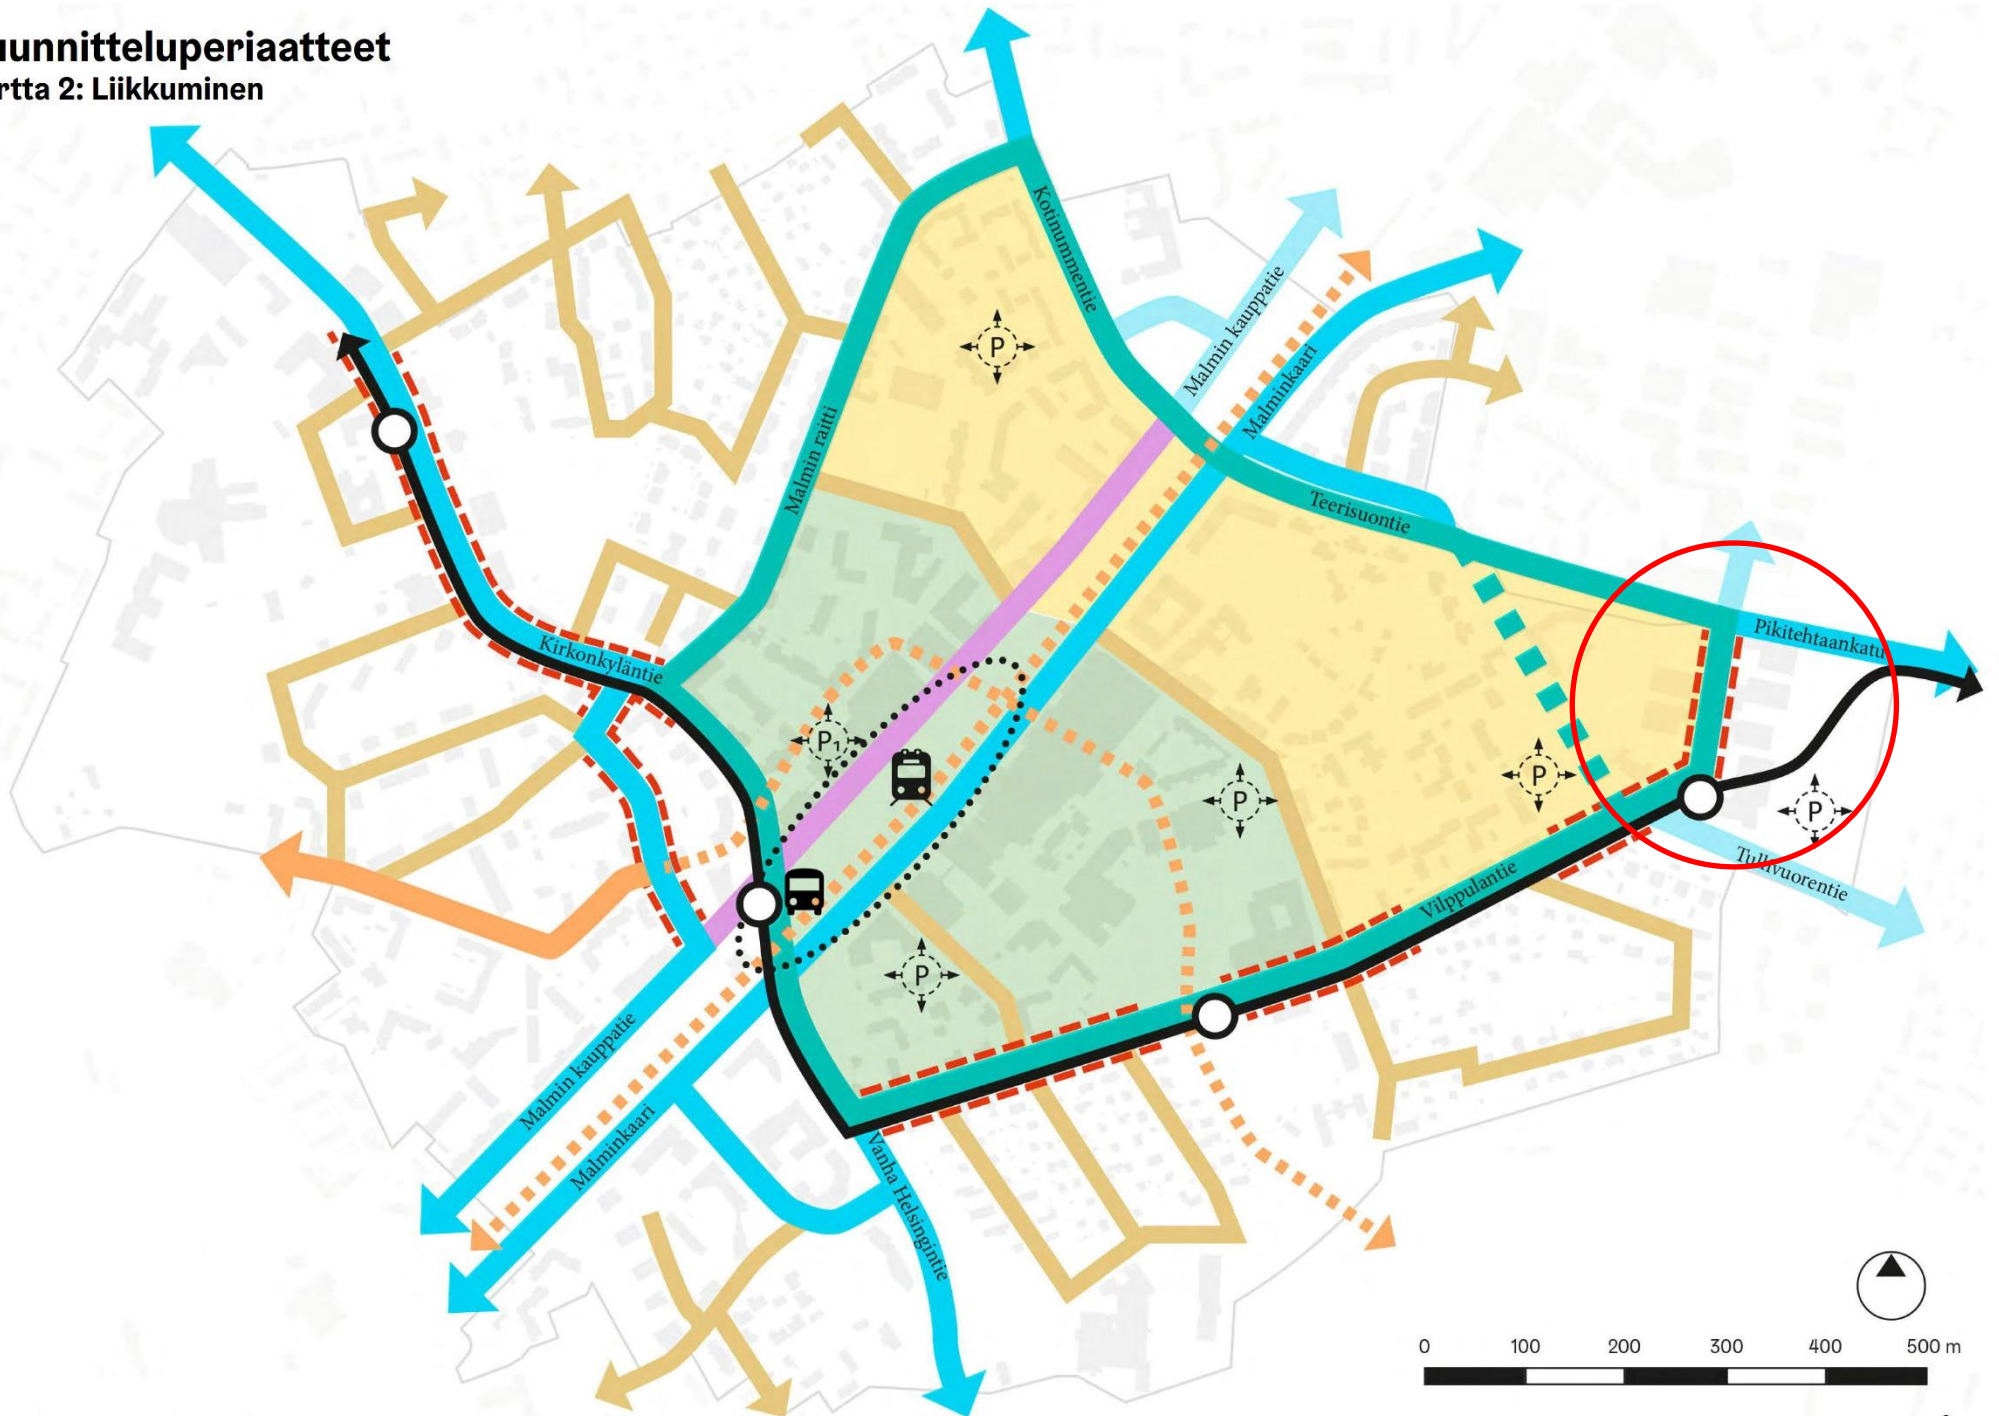 uunnitteluperiaatteet
rtta 2: Liikkuminen
Kotinummentie
Malmin kauppatie
Malminkaari
Malmin raitti
Teerisuontie
Kirkonkyläntie
Pikitehtaankatu
P
P₁
P
P
P
P
Tullivuorentie
Vilppulantie
Malmin kauppatie
Malminkaari
Vanha Helsingintie
0 100 200 300 400 500 m